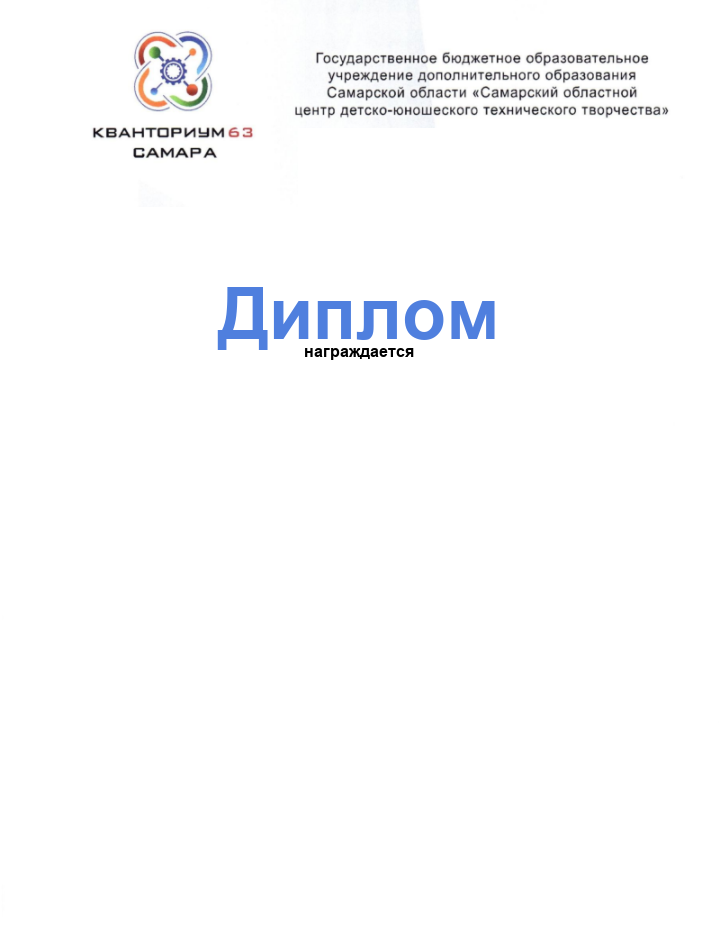 КВАНТОРИУМ63
САМАРА
Государственное бюджетное образовательное
учреждение дополнительного образования
Самарской области «Самарский областной
центр детско-юношеского технического творчества»
Диплом
награждается